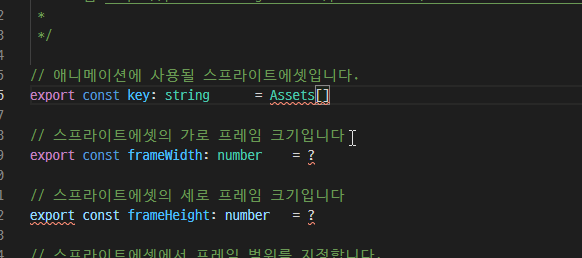 *
*/
// 애니메이션에 사용될 스프라이트에셋입니다.
export const key: string = Assets[]
// 스프라이트에셋의 가로 프레임 크기입니다
export const frameWidth: number = ?
// 스프라이트에셋의 세로 프레임 크기입니다
export const frameHeight: number = ?
// 스프라이트에셋에서 프레임 범위를 지정합니다.